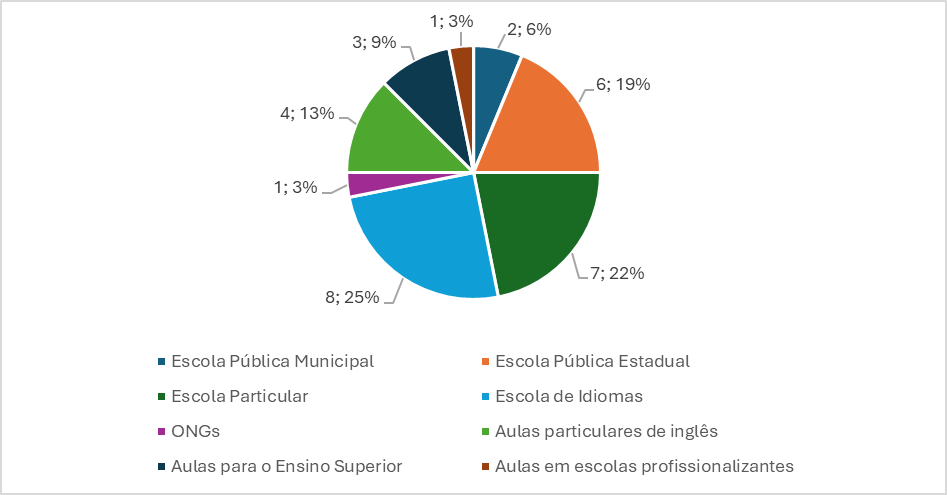 1; 3%
2; 6%
3; 9%
6; 19%
4; 13%
1; 3%
7; 22%
8; 25%
Escola Pública Municipal
Escola Pública Estadual
Escola Particular
Escola de Idiomas
ONGs
Aulas particulares de inglês
Aulas para o Ensino Superior
Aulas em escolas profissionalizantes